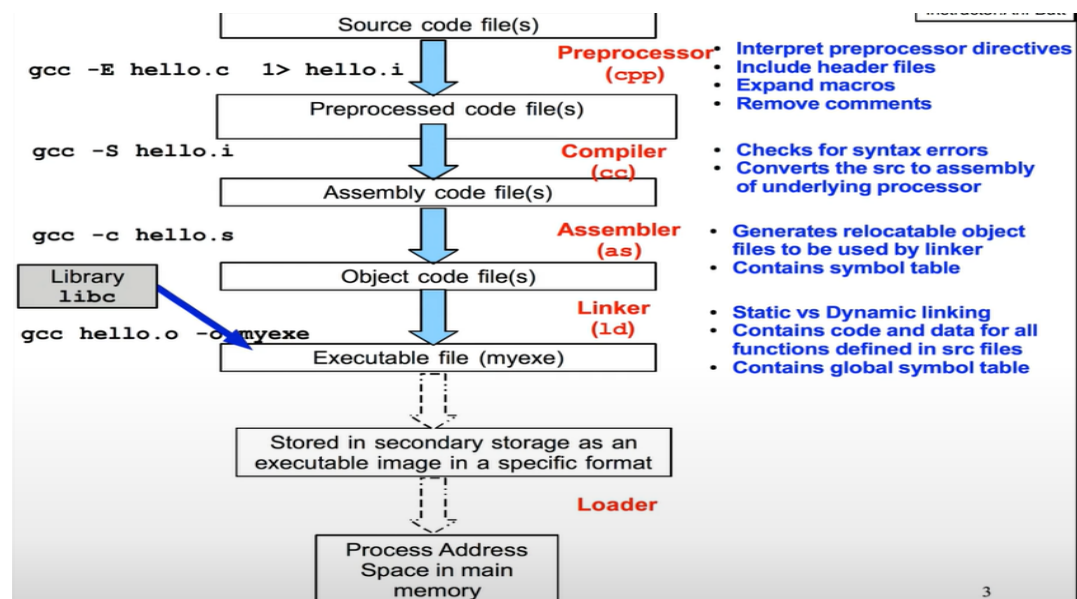 Source code file(s)
Preprocessor
(cpp)
gcc -E hello.c 1> hello.i
• Interpret preprocessor directives
• Include header files
• Expand macros
• Remove comments
Preprocessed code file(s)
gcc -S hello.i
Compiler
(cc)
• Checks for syntax errors
• Converts the src to assembly
of underlying processor
Assembly code file(s)
gcc -c hello.s
Assembler
(as)
• Generates relocatable object
files to be used by linker
• Contains symbol table
Object code file(s)
Library
libc
gcc hello.o -o myexe
Linker
(ld)
• Static vs Dynamic linking
• Contains code and data for all
functions defined in src files
• Contains global symbol table
Executable file (myexe)
Stored in secondary storage as an
executable image in a specific format
Loader
Process Address
Space in main
memory
3